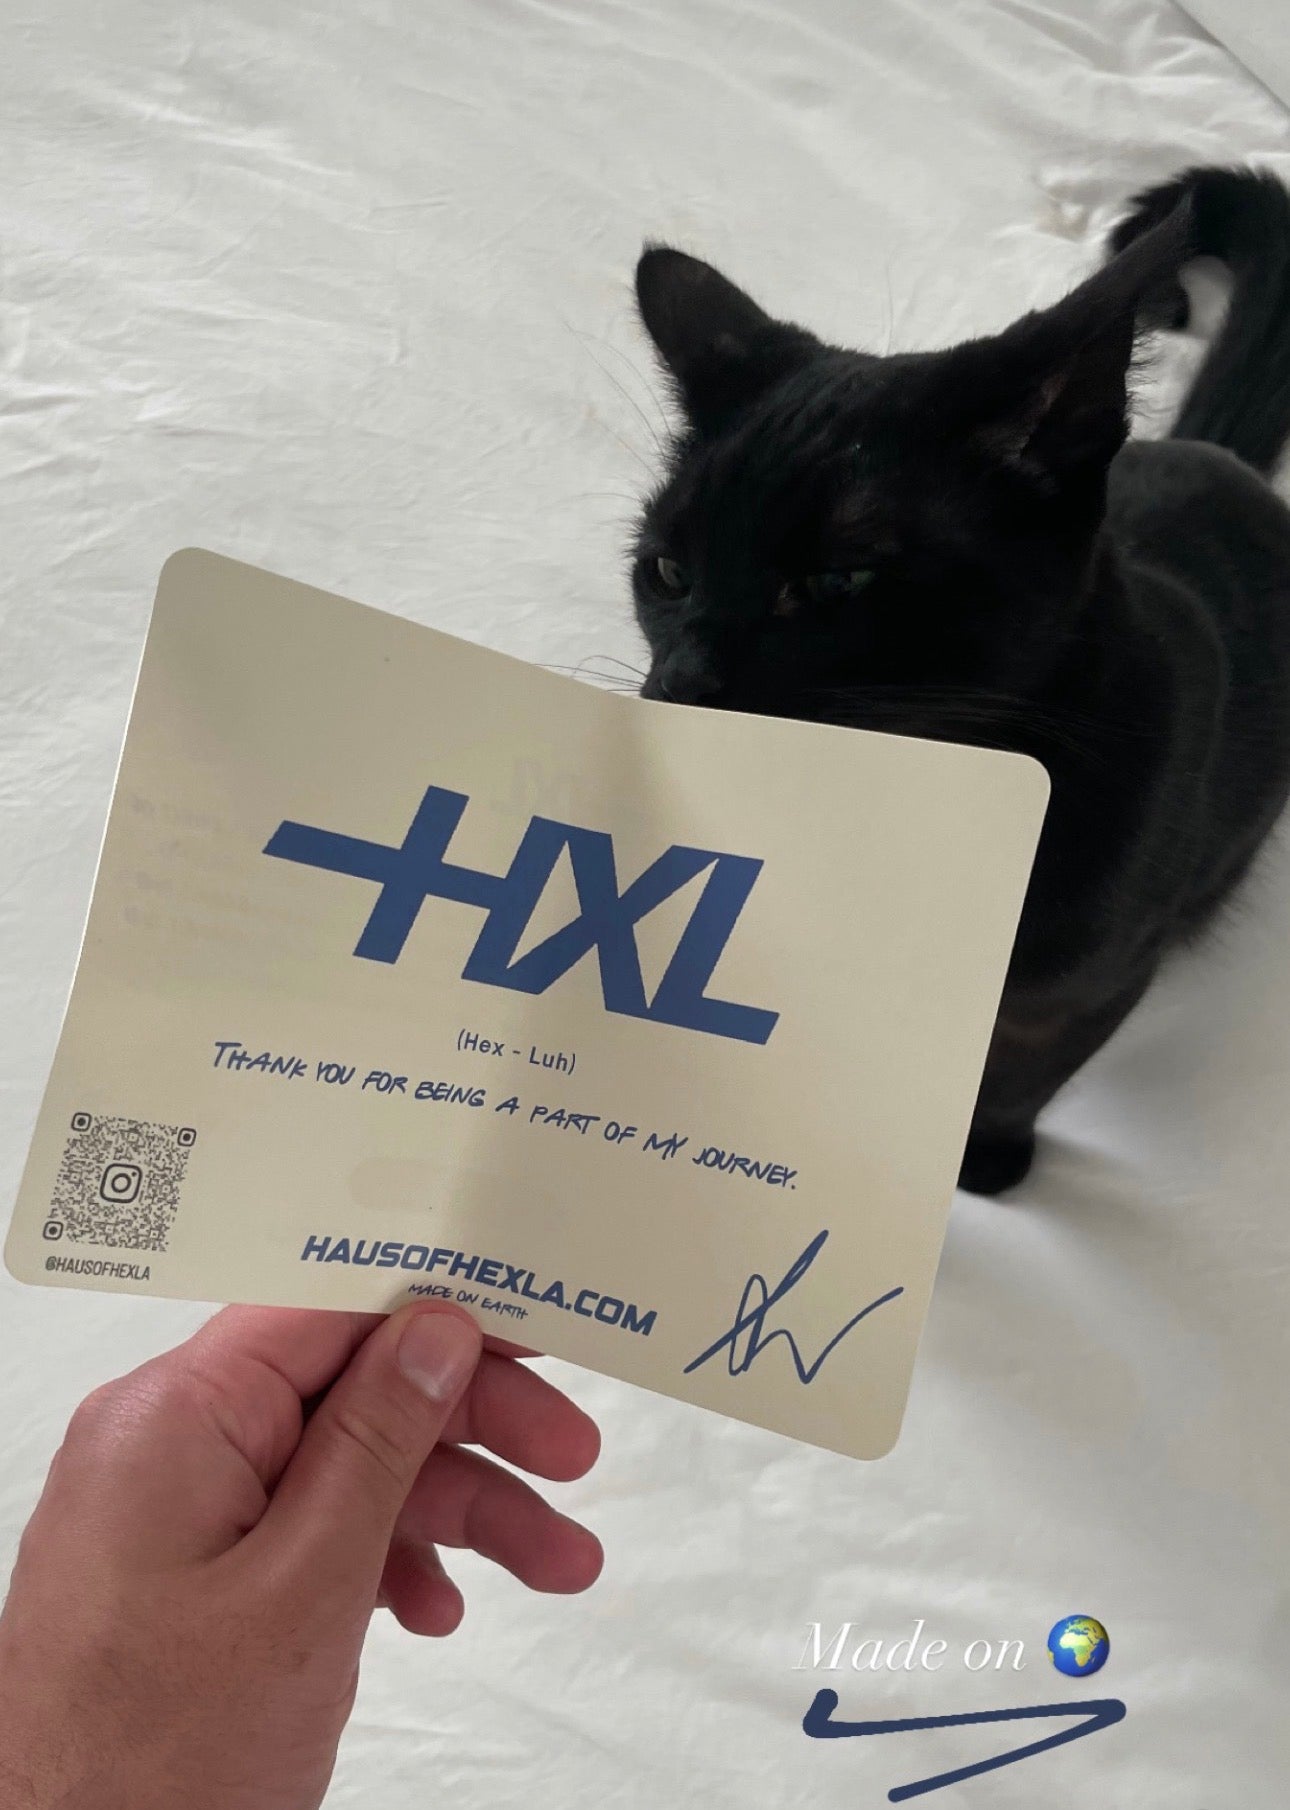 HXL
(Hex - Luh)
THANK YOU FOR BEING A PART OF MY JOURNEY.
@HAUSOFHEXLA
HAUSOFHEXLA.COM
MADE ON EARTH
Made on 🌍